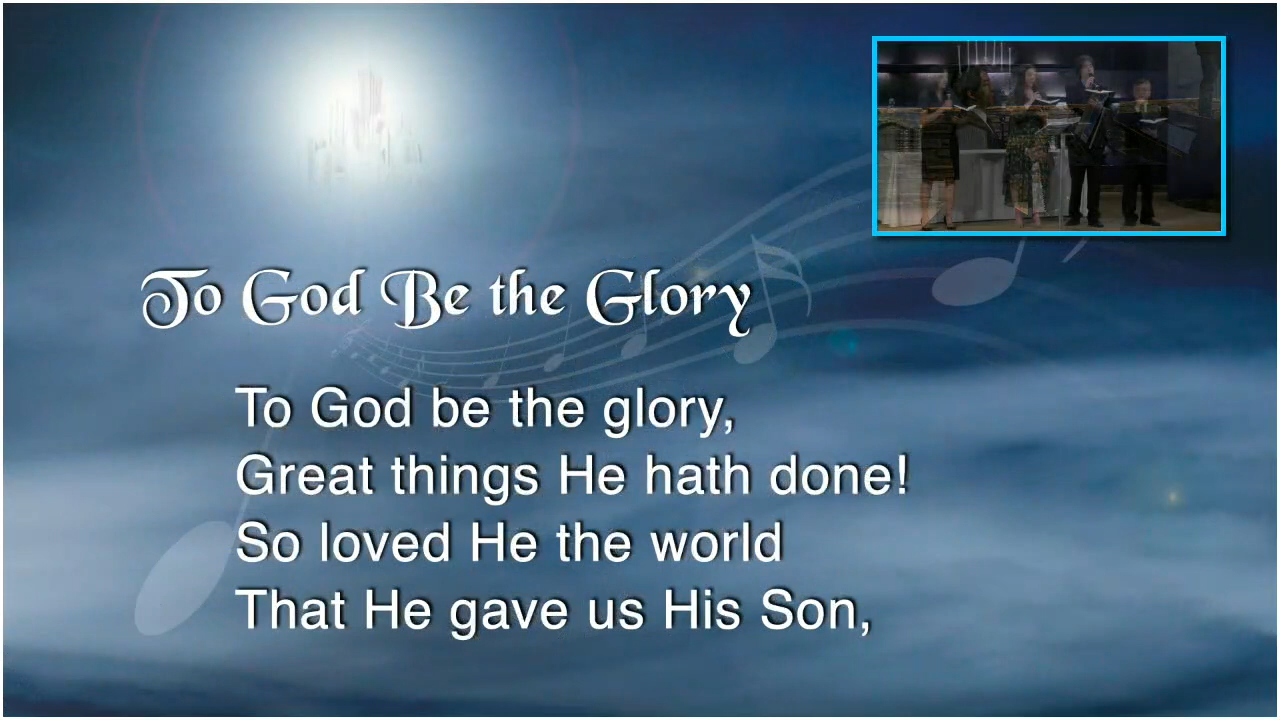 To God Be the Glory
To God be the glory,
Great things He hath done!
So loved He the world
That He gave us His Son,